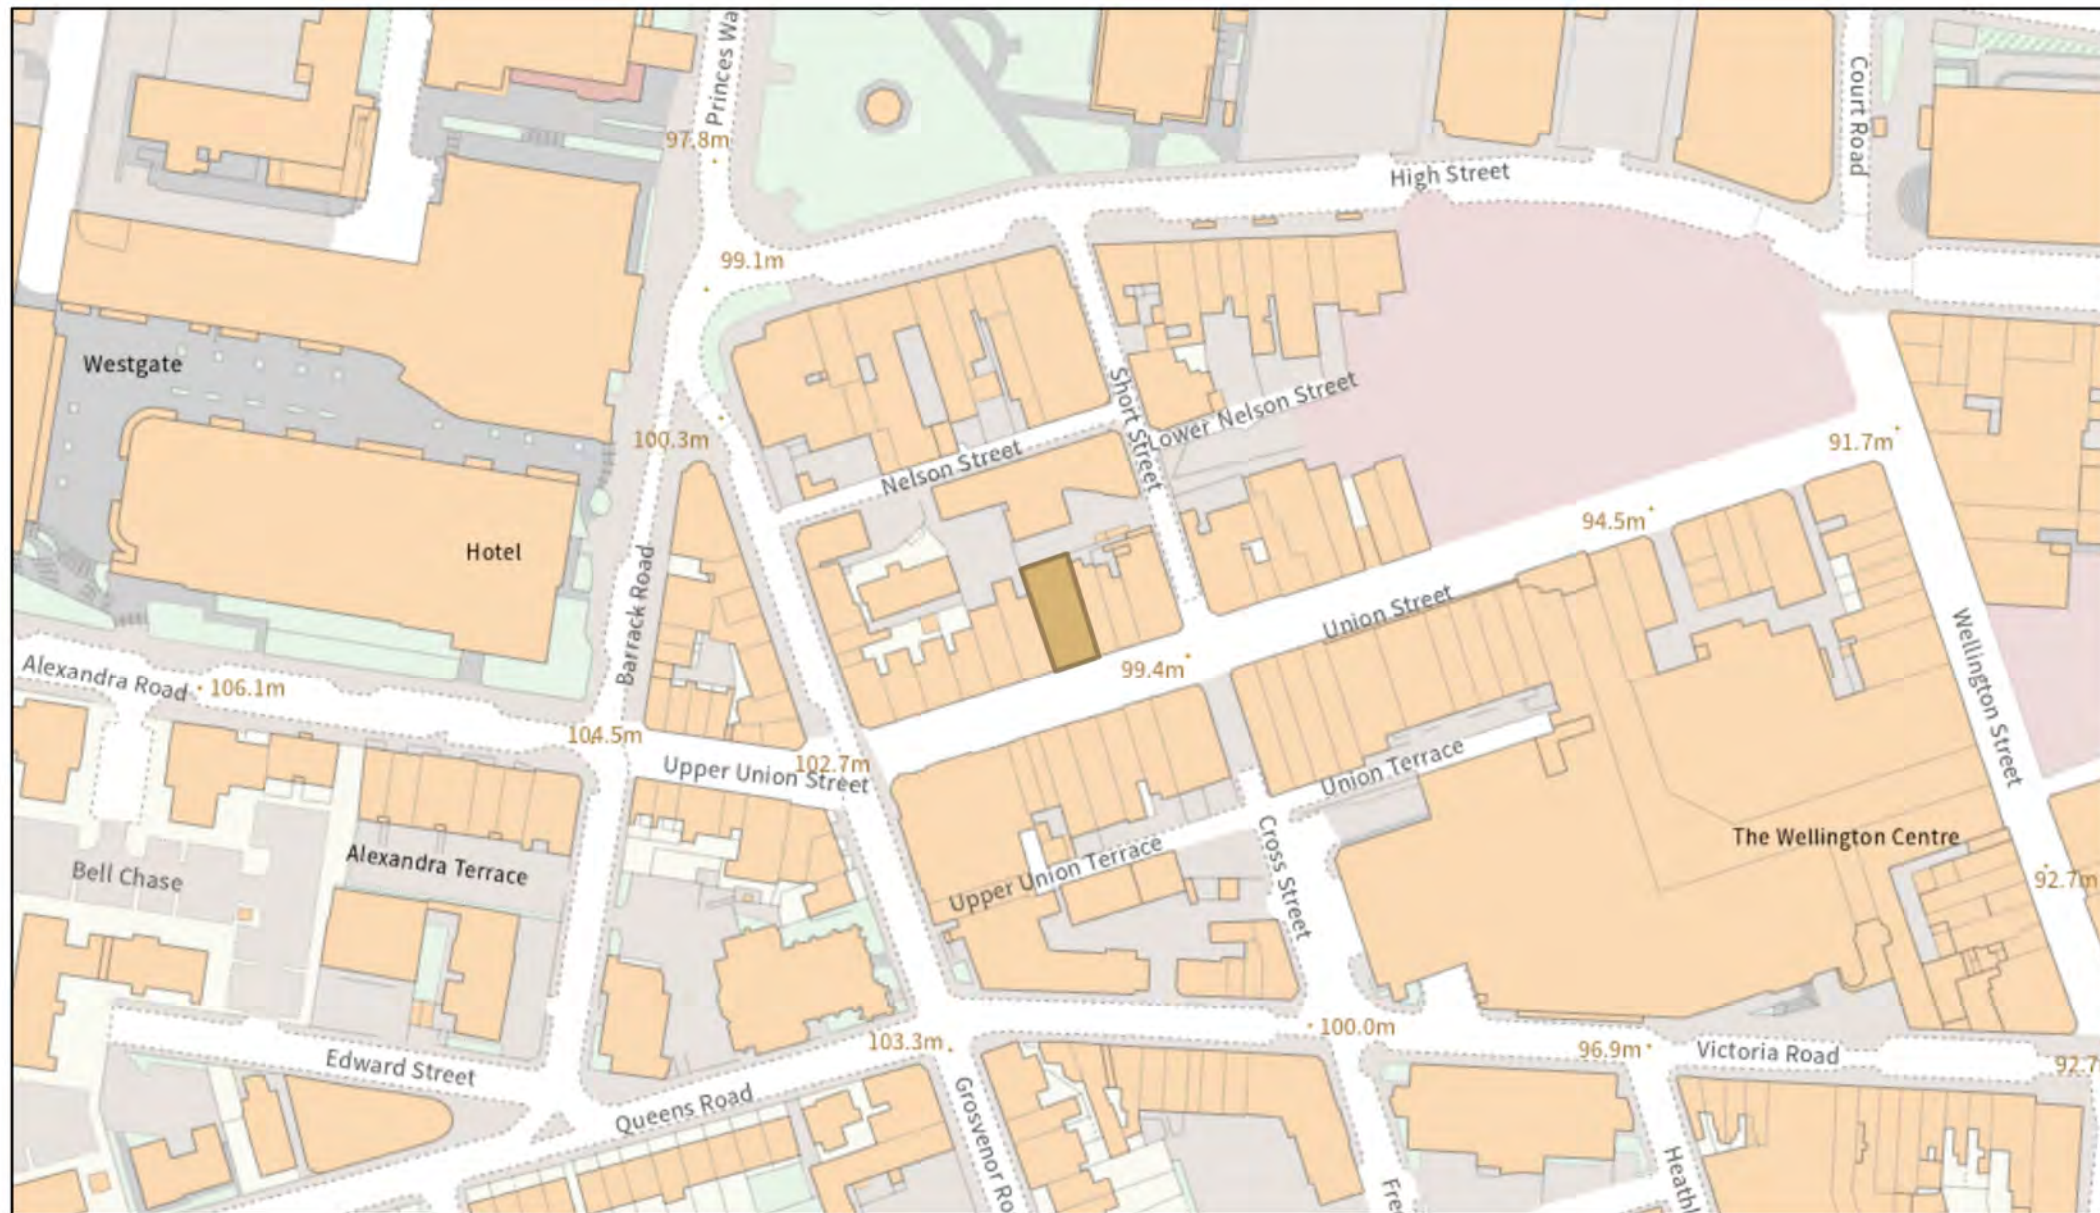 Princes Wa
Court Road
High Street
97.8m
99.1m
Westgate
Short Street
Lower Nelson Street
100.3m
Nelson Street
91.7m
94.5m
Hotel
Barrack Road
Union Street
Wellington Street
Alexandra Road
106.1m
99.4m
104.5m
102.7m
Upper Union Street
Union Terrace
The Wellington Centre
Alexandra Terrace
Bell Chase
Upper Union Terrace
Cross Street
92.7m
100.0m
103.3m
96.9m
Victoria Road
92.7
Edward Street
Queens Road
Grosvenor Ro
Fre
Heathl